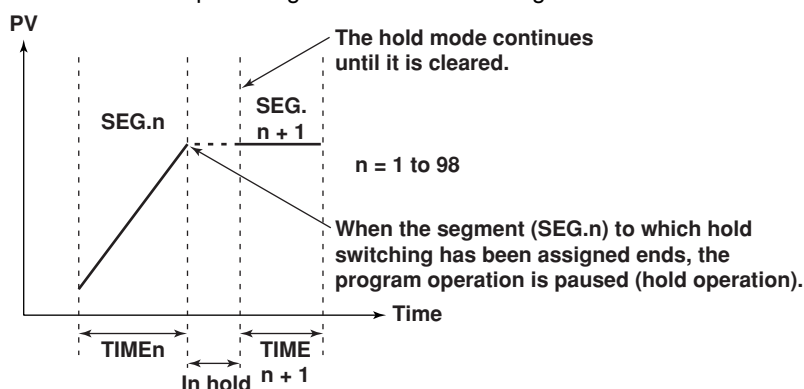 PV
The hold mode continues
until it is cleared.
SEG.n
SEG.
n + 1
n = 1 to 98
When the segment (SEG.n) to which hold
switching has been assigned ends, the
program operation is paused (hold operation).
Time
TIMEn
TIME
n + 1
In hold